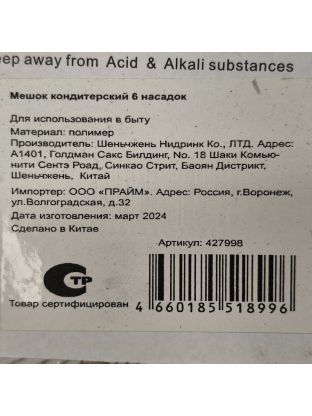 eep away from Acid & Alkali substances
Мешок кондитерский 6 насадок
Для использования в быту
Материал: полимер
Производитель: Шеньчжень Нидринк Ко., ЛТД. Адрес:
А1401, Голдман Сакс Билдинг, No. 18 Шаки Комью-
нити Сентэ Роад, Синкао Стрит, Баоян Дистрикт,
Шеньчжень, Китай
Импортер: ООО «ПРАЙМ». Адрес: Россия, г.Воронеж,
ул.Волгоградская, д.32
Дата изготовления: март 2024
Сделано в Китае
Артикул: 427998
СТР
Товар сертифицирован
4 660185 518996